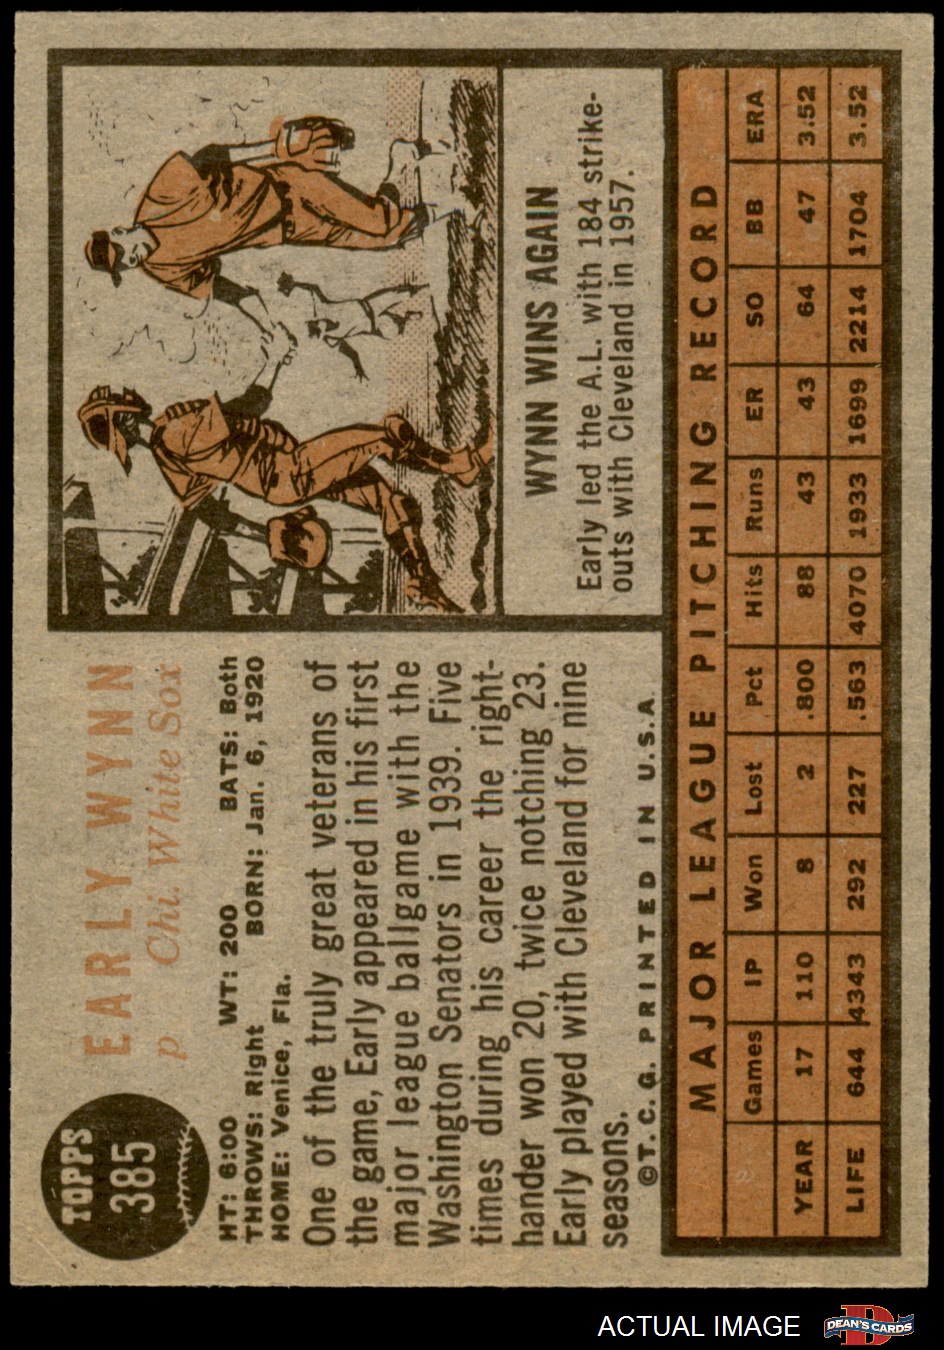 TOPPS
385
EARLY WYNN
p Chi. White Sox
HT: 6:00 WT: 200 BATS: Both
THROWS: Right BORN: Jan. 6, 1920
HOME: Venice, Fla.
One of the truly great veterans of
the game, Early appeared in his first
major league ballgame with the
Washington Senators in 1939. Five
times during his career the right-
hander won 20, twice notching 23.
Early played with Cleveland for nine
seasons.
©T. C. G. PRINTED IN U.S.A.
WYNN WINS AGAIN
Early led the A.L. with 184 strike-
outs with Cleveland in 1957.
MAJOR LEAGUE PITCHING RECORD
Games IP Won Lost Pct Hits Runs ER SO BB ERA
YEAR 17 110 8 2 .800 88 43 43 64 47 3.52
LIFE 644 4343 292 227 .563 4070 1933 1699 2214 1704 3.52
ACTUAL IMAGE
DEAN'S CARDS